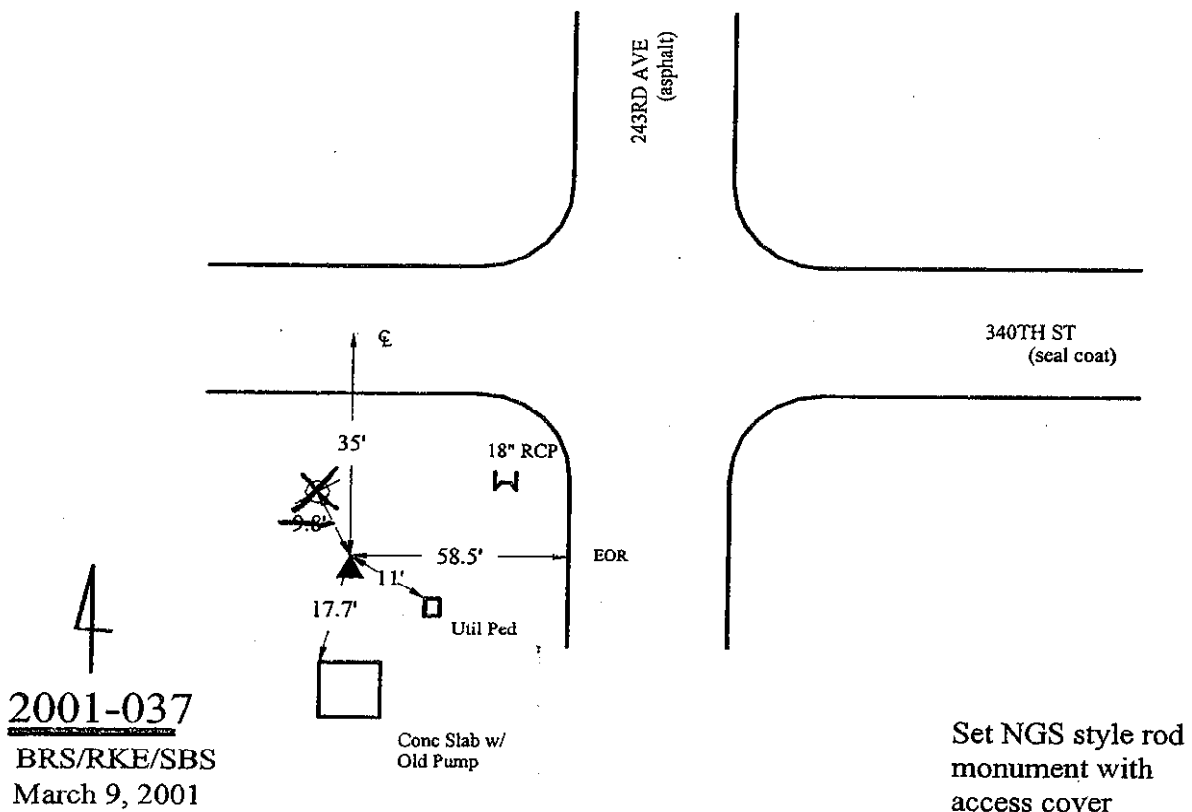 243RD AVE
(asphalt)
340TH ST
(seal coat)
℄
35'
18" RCP
9.8'
58.5'
EOR
11'
17.7'
Util Ped
2001-037
BRS/RKE/SBS
March 9, 2001
Conc Slab w/
Old Pump
Set NGS style rod
monument with
access cover